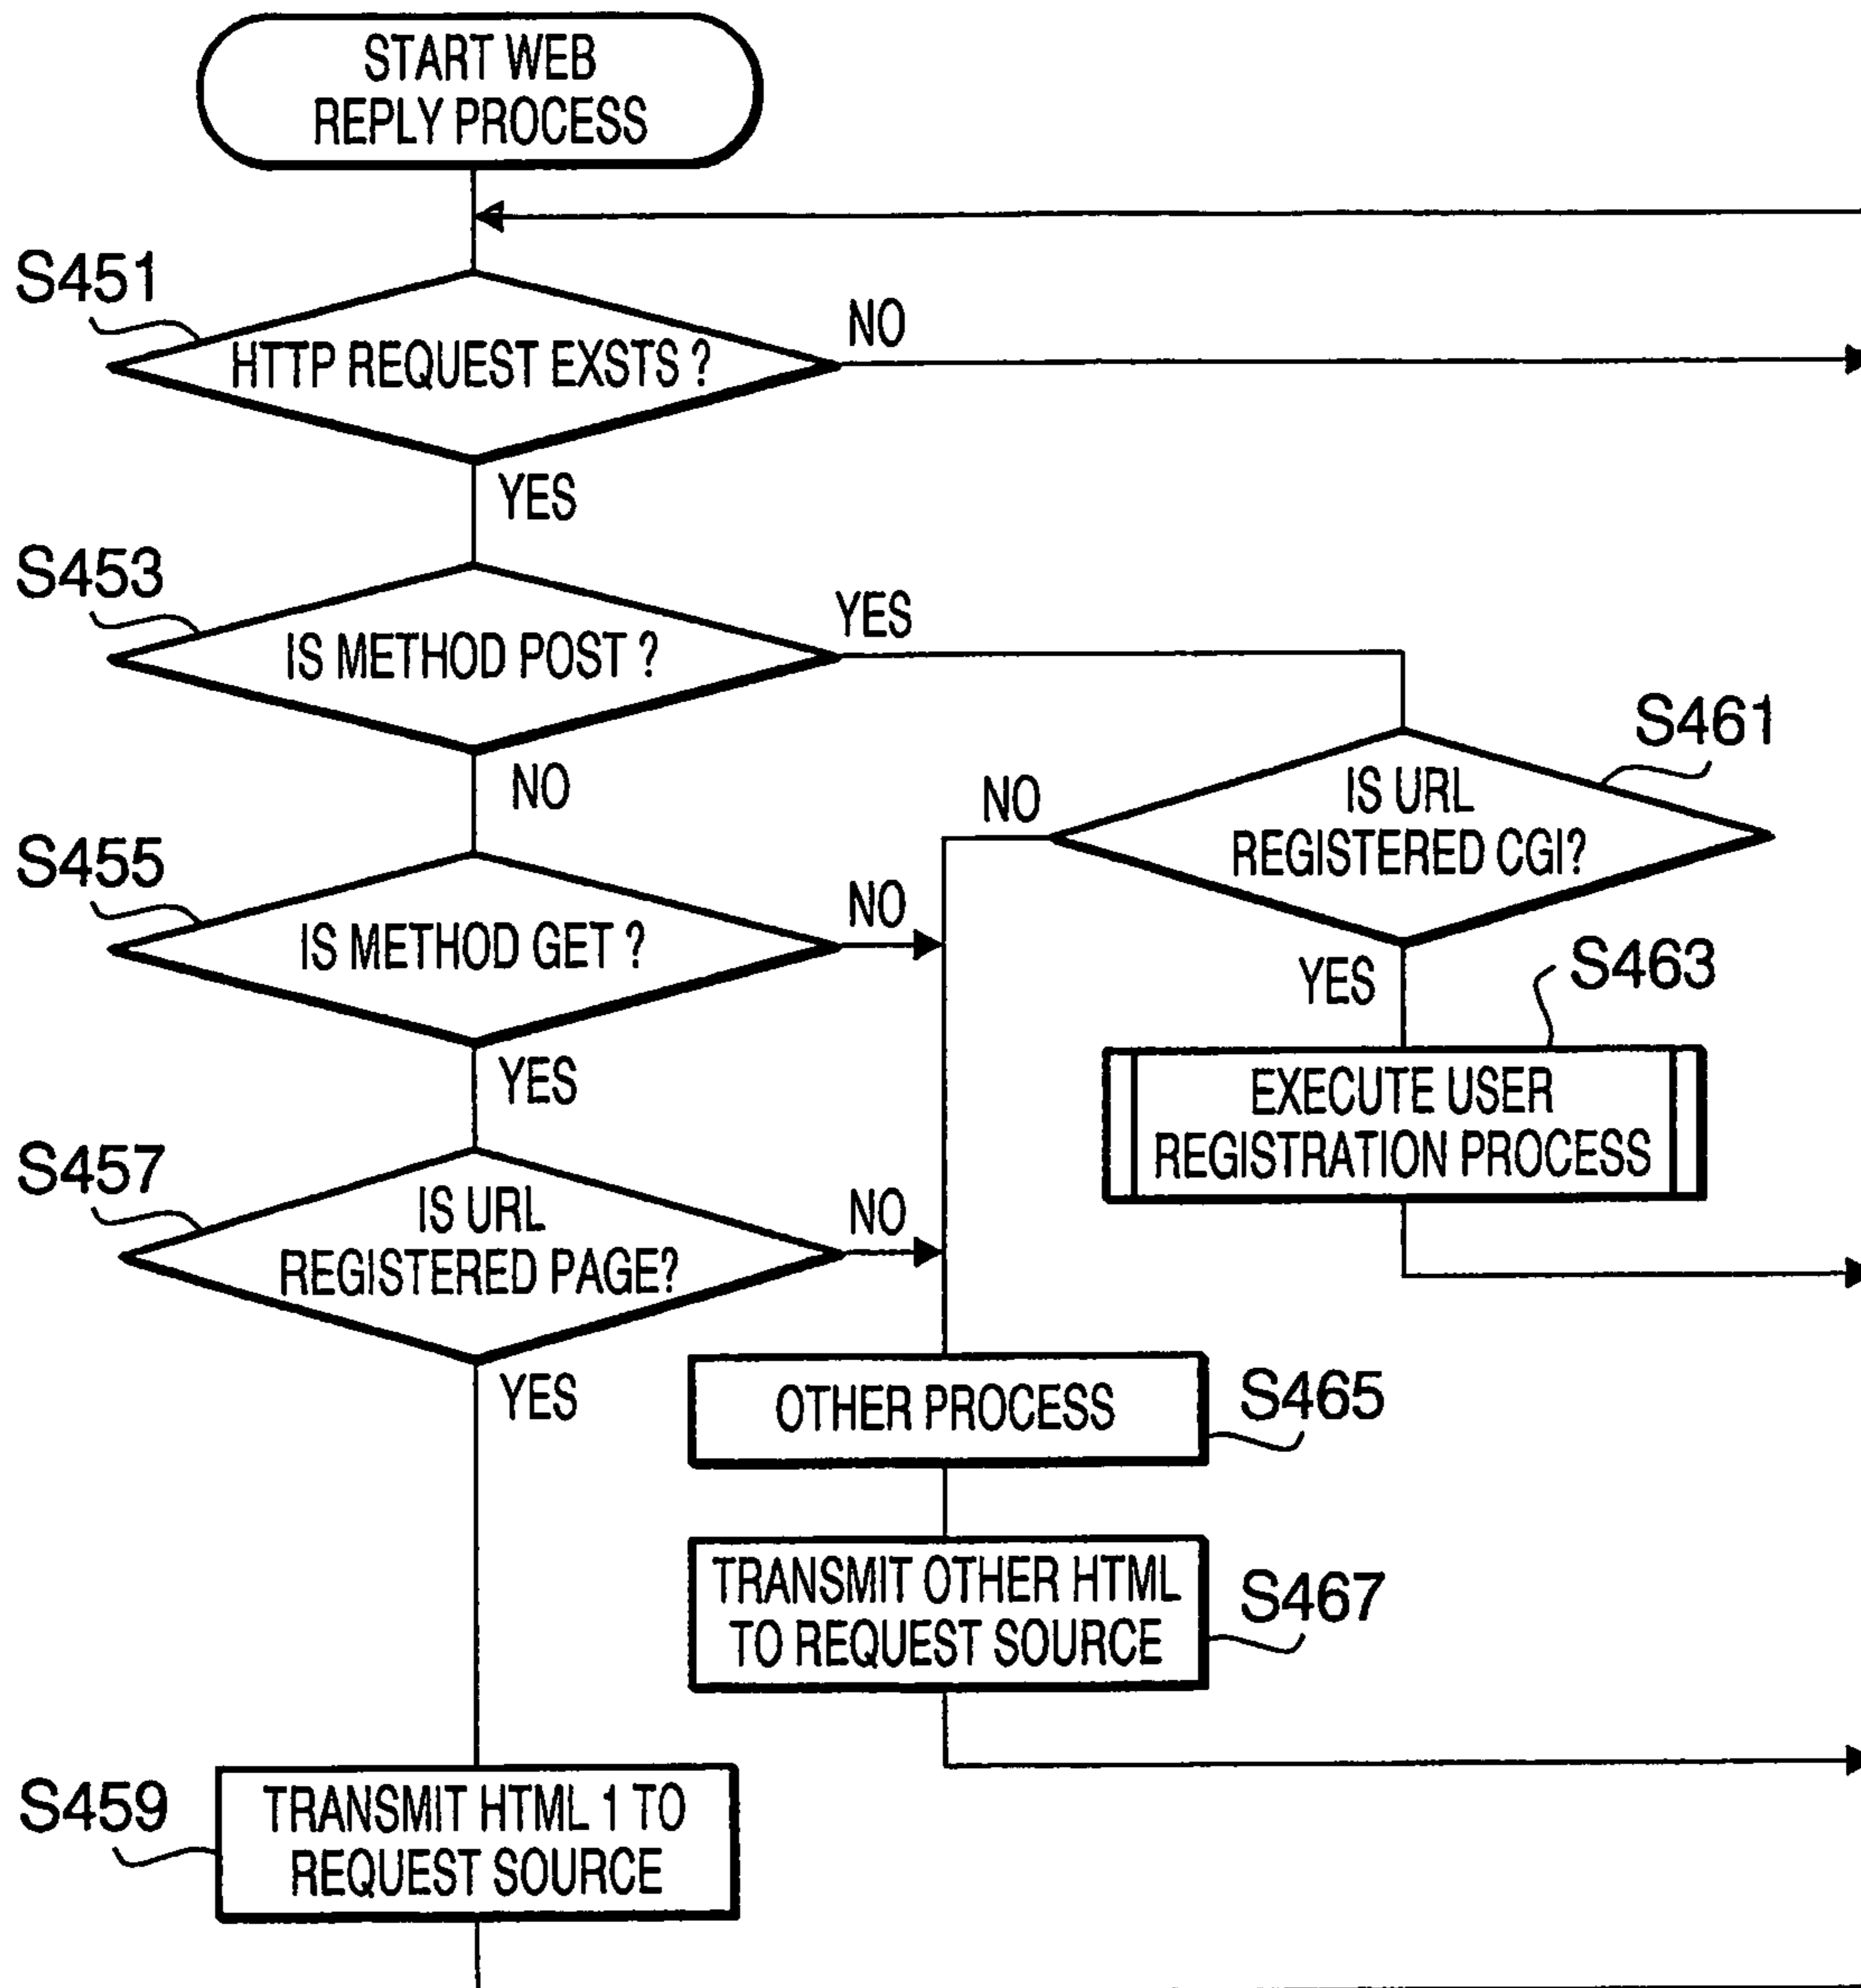 START WEB
REPLY PROCESS
S451
HTTP REQUEST EXSTS ?
NO
YES
S453
IS METHOD POST ?
YES
NO
S461
IS URL
REGISTERED CGI?
NO
YES
S455
IS METHOD GET ?
NO
YES
S463
EXECUTE USER
REGISTRATION PROCESS
S457
IS URL
REGISTERED PAGE?
NO
YES
OTHER PROCESS
S465
TRANSMIT OTHER HTML
TO REQUEST SOURCE
S467
S459
TRANSMIT HTML 1 TO
REQUEST SOURCE